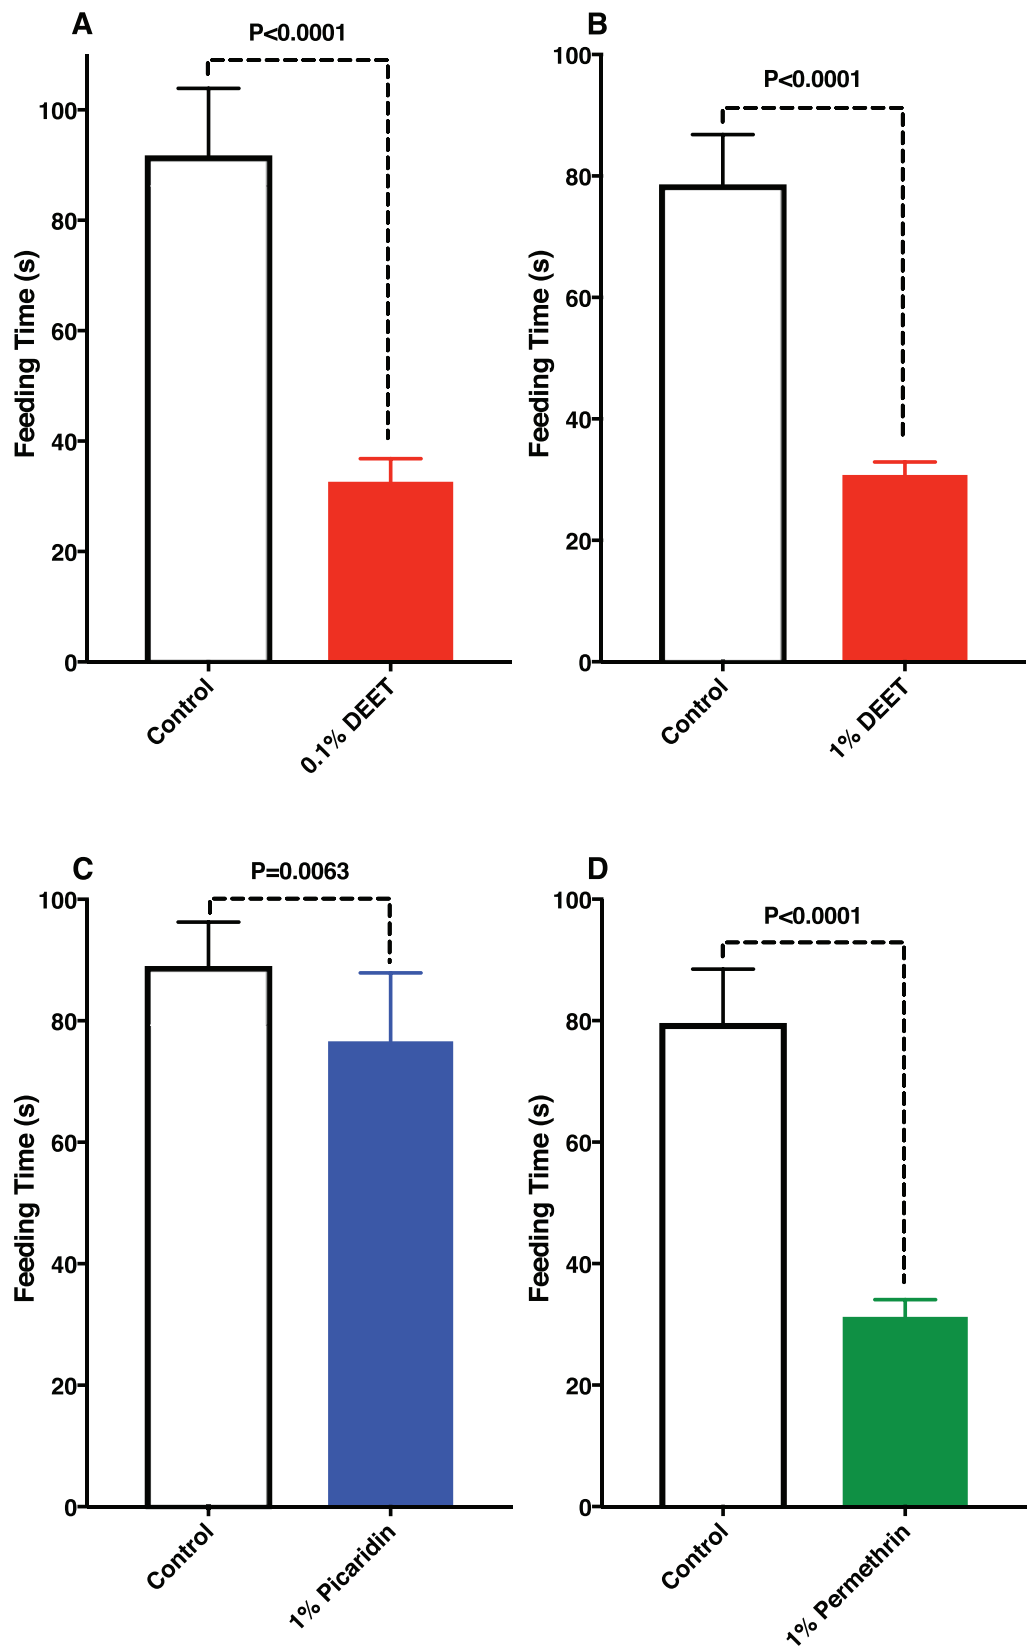 A
P<0.0001
Feeding Time (s)
100
80
60
40
20
0
Control
0.1% DEET
B
P<0.0001
Feeding Time (s)
100
80
60
40
20
0
Control
1% DEET
C
P=0.0063
Feeding Time (s)
100
80
60
40
20
0
Control
1% Picaridin
D
P<0.0001
Feeding Time (s)
100
80
60
40
20
0
Control
1% Permethrin